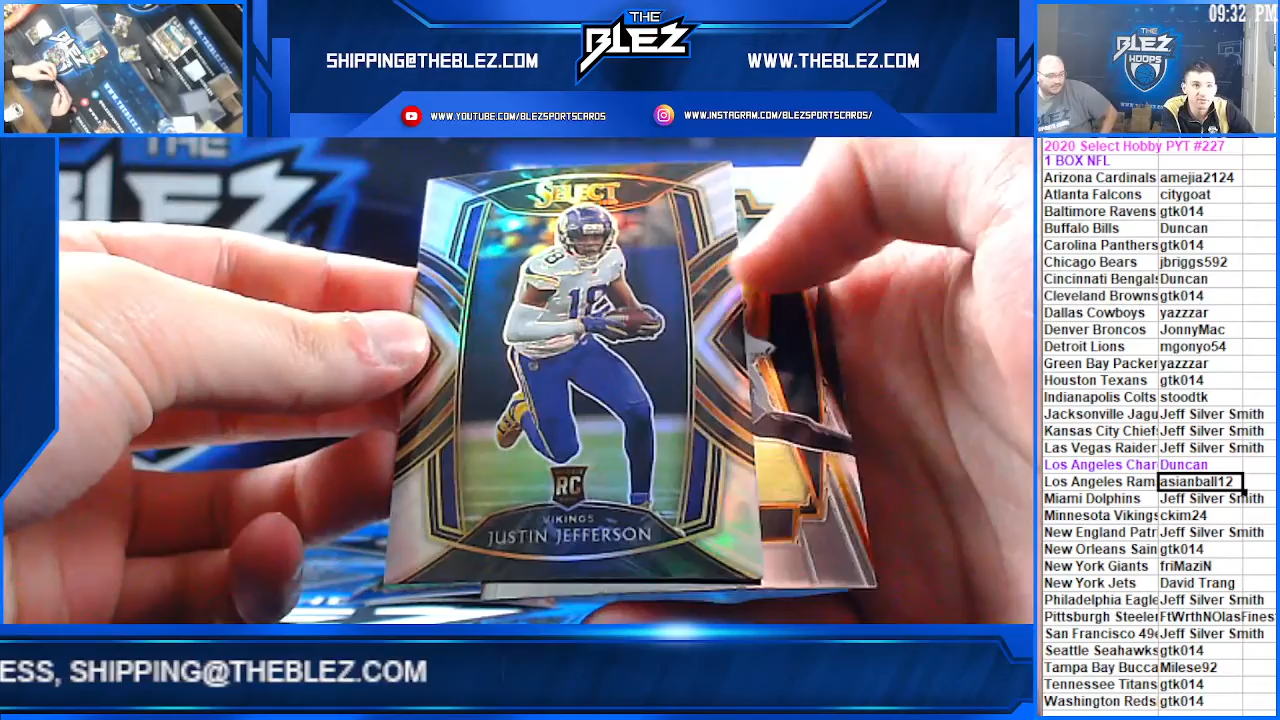 THE
BLEZ
SHIPPING@THEBLEZ.COM
WWW.THEBLEZ.COM
WWW.YOUTUBE.COM/BLEZSPORTSCARDS
WWW.INSTAGRAM.COM/BLEZSPORTSCARDS/
09:32 PM
THE
BLEZ
HOOPS
THE
SELECT
18
RC
VIKINGS
JUSTIN JEFFERSON
2020 Select Hobby PYT #227
1 BOX NFL
Arizona Cardinals amejia2124
Atlanta Falcons citygoat
Baltimore Ravens gtk014
Buffalo Bills Duncan
Carolina Panthers gtk014
Chicago Bears jbriggs592
Cincinnati Bengals Duncan
Cleveland Browns gtk014
Dallas Cowboys yazzzar
Denver Broncos JonnyMac
Detroit Lions mgonyo54
Green Bay Packer yazzzar
Houston Texans gtk014
Indianapolis Colts stoodtk
Jacksonville Jagu Jeff Silver Smith
Kansas City Chief Jeff Silver Smith
Las Vegas Raider Jeff Silver Smith
Los Angeles Char Duncan
Los Angeles Ram asianball12
Miami Dolphins Jeff Silver Smith
Minnesota Vikings ckim24
New England Patr Jeff Silver Smith
New Orleans Sain gtk014
New York Giants friMaziN
New York Jets David Trang
Philadelphia Eagle Jeff Silver Smith
Pittsburgh Steeler FtWrthNOlasFines
San Francisco 49e Jeff Silver Smith
Seattle Seahawks gtk014
Tampa Bay Bucca Milese92
Tennessee Titans gtk014
Washington Reds gtk014
ESS, SHIPPING@THEBLEZ.COM